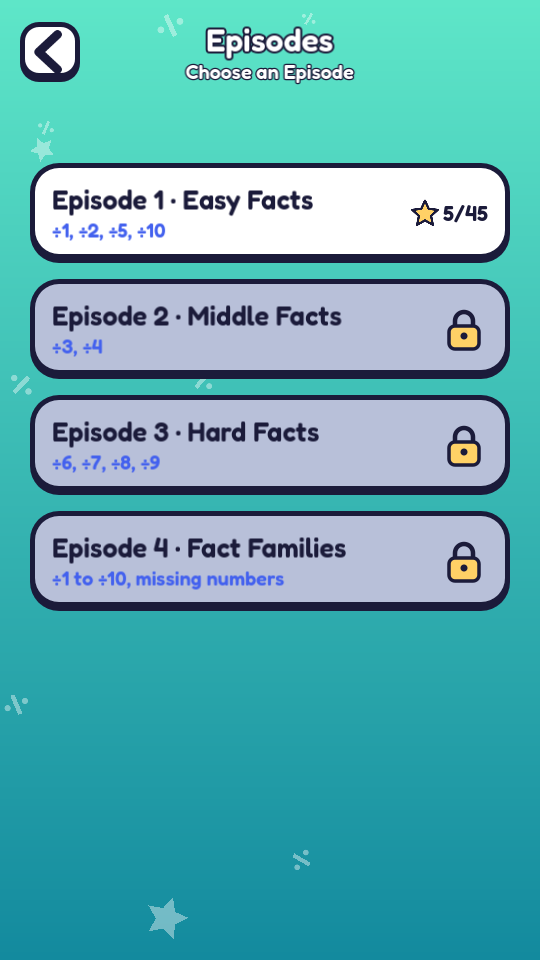 Episodes
Choose an Episode
Episode 1 · Easy Facts
÷1, ÷2, ÷5, ÷10
5/45
Episode 2 · Middle Facts
÷3, ÷4
Episode 3 · Hard Facts
÷6, ÷7, ÷8, ÷9
Episode 4 · Fact Families
÷1 to ÷10, missing numbers